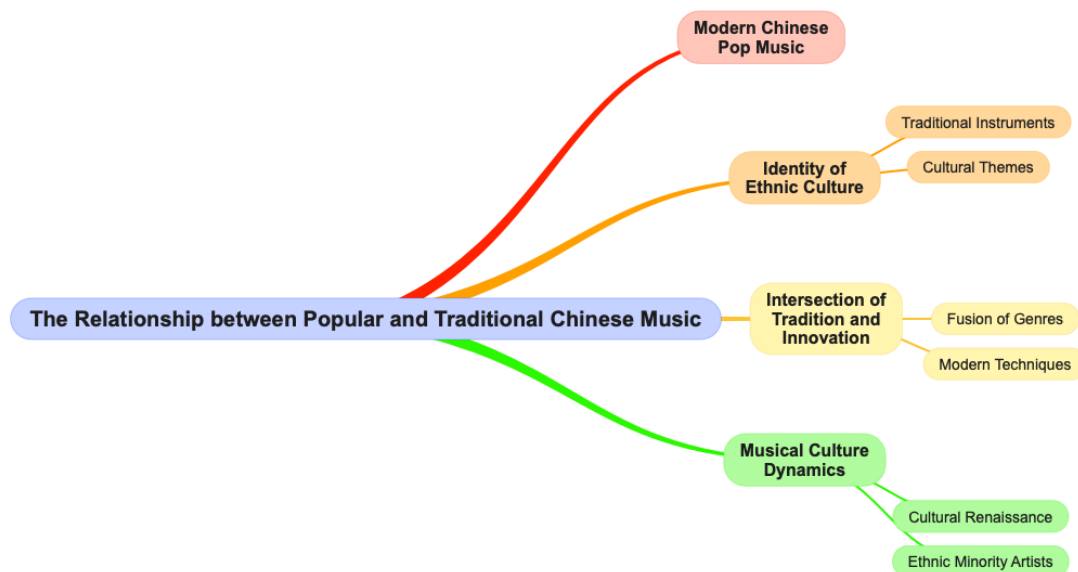 Modern Chinese
Pop Music
Traditional Instruments
Identity of
Ethnic Culture
Cultural Themes
The Relationship between Popular and Traditional Chinese Music
Intersection of
Tradition and
Innovation
Fusion of Genres
Modern Techniques
Musical Culture
Dynamics
Cultural Renaissance
Ethnic Minority Artists